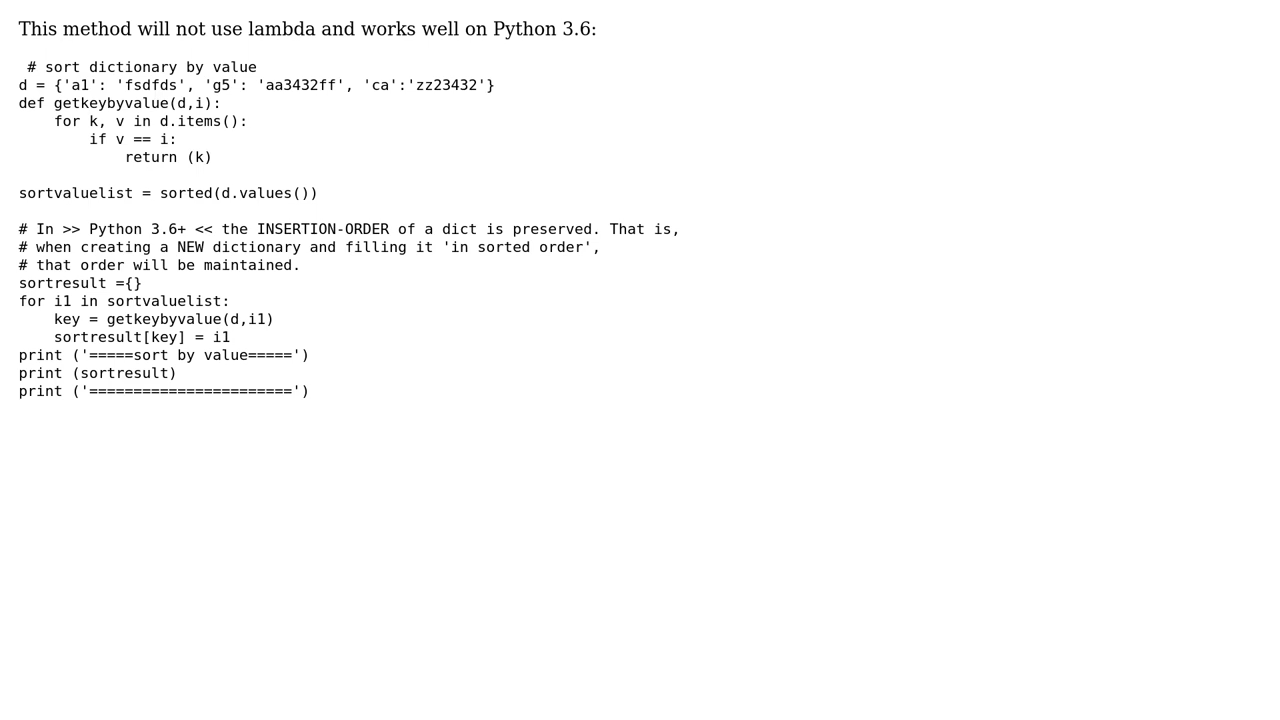 This method will not use lambda and works well on Python 3.6:
 # sort dictionary by value
d = {'a1': 'fsdfds', 'g5': 'aa3432ff', 'ca':'zz23432'}
def getkeybyvalue(d,i):
    for k, v in d.items():
        if v == i:
            return (k)

sortvaluelist = sorted(d.values())

# In >> Python 3.6+ << the INSERTION-ORDER of a dict is preserved. That is,
# when creating a NEW dictionary and filling it 'in sorted order',
# that order will be maintained.
sortresult ={}
for i1 in sortvaluelist:
    key = getkeybyvalue(d,i1)
    sortresult[key] = i1
print ('=====sort by value=====')
print (sortresult)
print ('=======================')